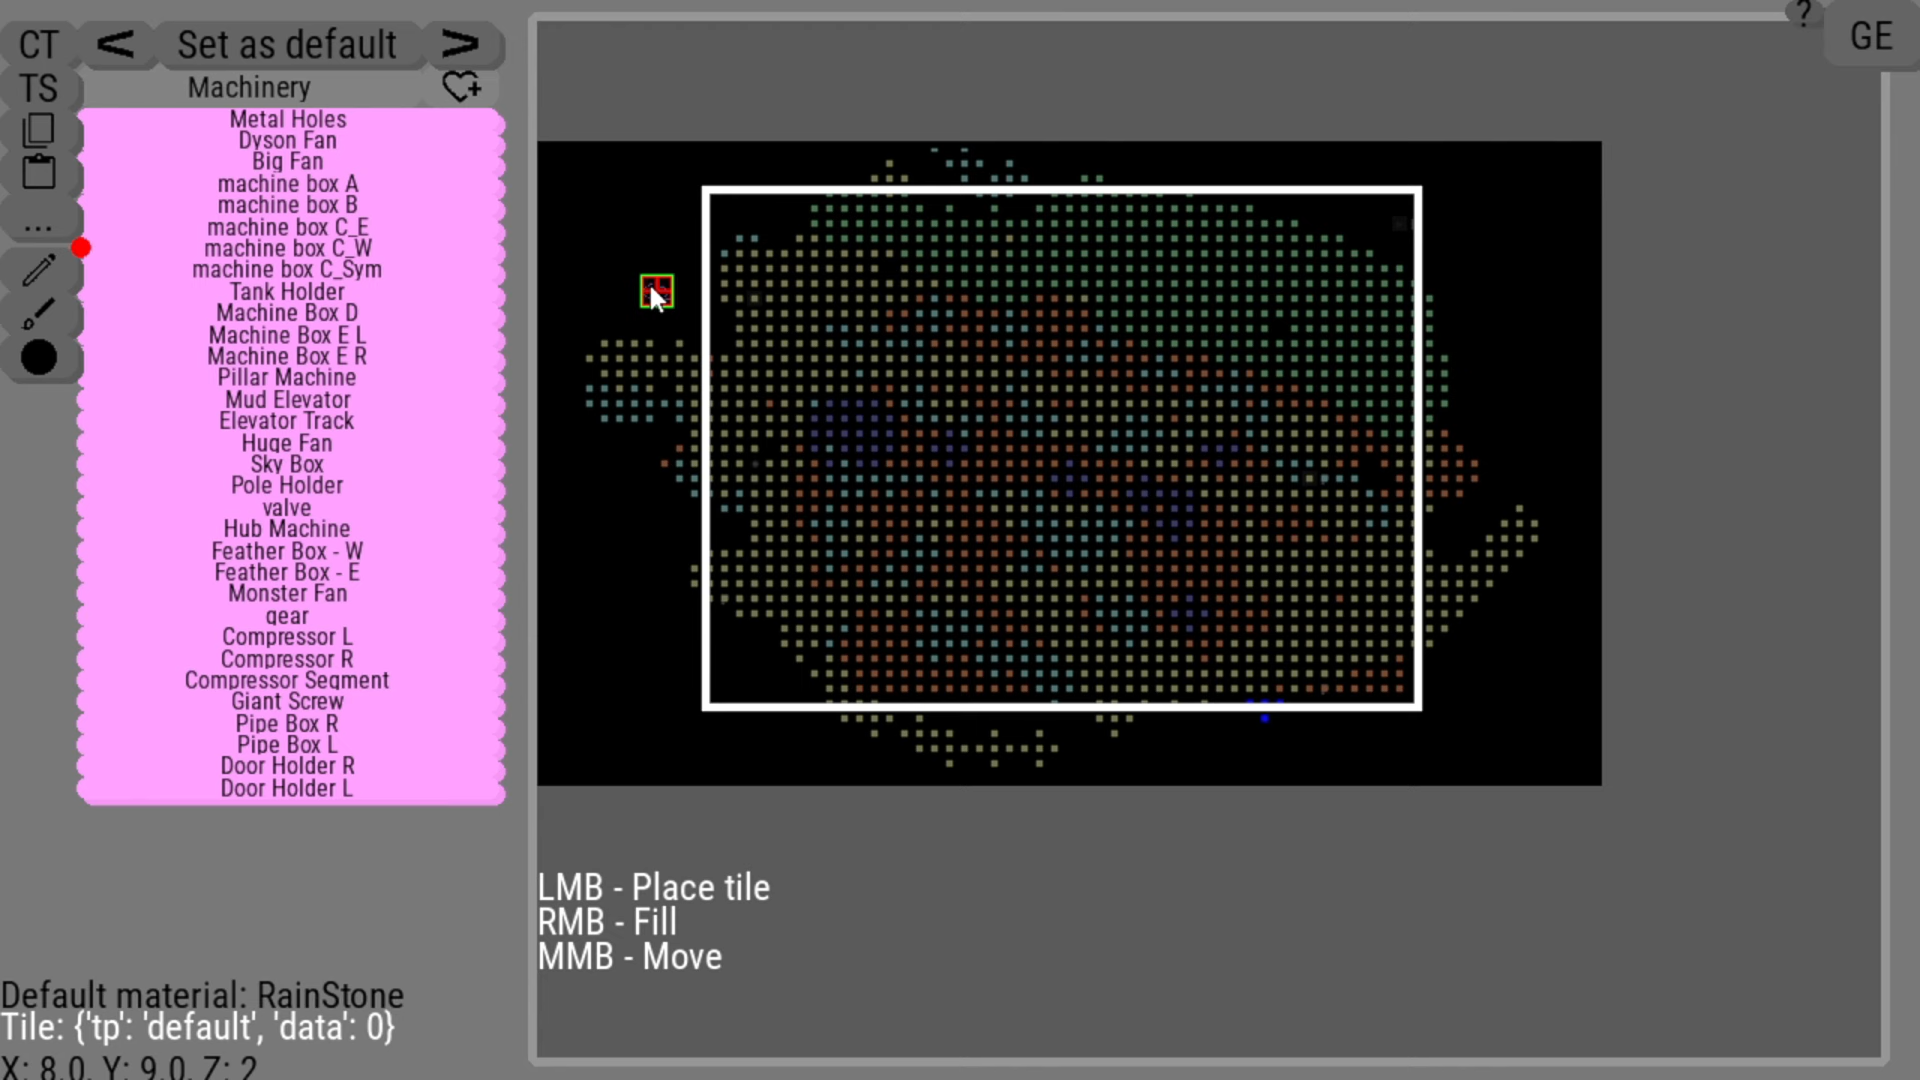 CT
< Set as default >
?
GE
TS
Machinery
Metal Holes
Dyson Fan
Big Fan
machine box A
machine box B
...
machine box C_E
machine box C_W
machine box C_Sym
Tank Holder
Machine Box D
Machine Box E L
Machine Box E R
Pillar Machine
Mud Elevator
Elevator Track
Huge Fan
Sky Box
Pole Holder
valve
Hub Machine
Feather Box - W
Feather Box - E
Monster Fan
gear
Compressor L
Compressor R
Compressor Segment
Giant Screw
Pipe Box R
Pipe Box L
Door Holder R
Door Holder L
LMB - Place tile
RMB - Fill
MMB - Move
Default material: RainStone
Tile: {'tp': 'default', 'data': 0}
X: 8.0, Y: 9.0, Z: 2